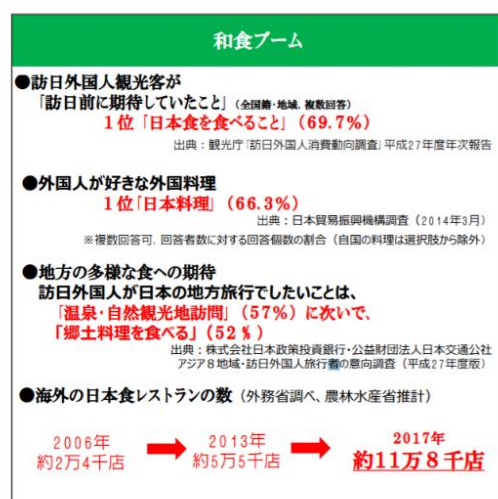 和食ブーム
●訪日外国人観光客が
「訪日前に期待していたこと」（全国籍・地域、複数回答）
1位「日本食を食べること」（69.7%）
出典：観光庁「訪日外国人消費動向調査」平成27年度年次報告
●外国人が好きな外国料理
1位「日本料理」（66.3%）
出典：日本貿易振興機構調査（2014年3月）
※複数回答可、回答者数に対する回答個数の割合（自国の料理は選択肢から除外）
●地方の多様な食への期待
訪日外国人が日本の地方旅行でしたいことは、
「温泉・自然観光地訪問」（57%）に次いで、
「郷土料理を食べる」（52％）
出典：株式会社日本政策投資銀行・公益財団法人日本交通公社
アジア8地域・訪日外国人旅行者の意向調査（平成27年度版）
●海外の日本食レストランの数（外務省調べ、農林水産省推計）
2006年
約2万4千店
2013年
約5万5千店
2017年
約11万8千店